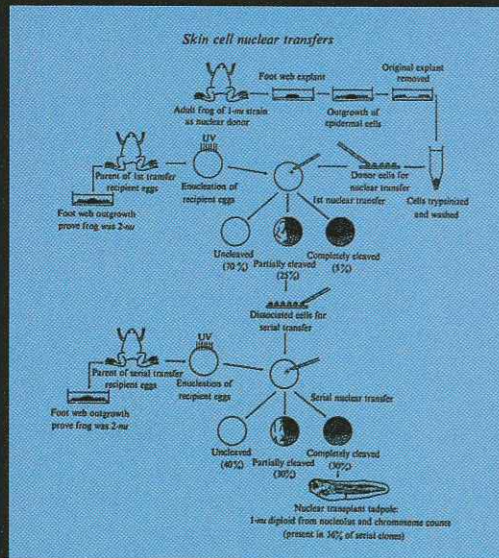 Skin cell nuclear transfers
Foot web explant
Original explant
removed
Adult frog of 1-nu strain
as nuclear donor
Outgrowth of
epidermal cells
UV
Parent of 1st transfer
recipient eggs
Enucleation of
recipient eggs
Donor cells for
nuclear transfer
1st nuclear transfer
Cells trypsinized
and washed
Foot web outgrowth
prove frog was 2-nu
Uncleaved
(70%)
Partially cleaved
(25%)
Completely cleaved
(5%)
Dissociated cells for
serial transfer
UV
Parent of serial transfer
recipient eggs
Enucleation of
recipient eggs
Serial nuclear transfer
Foot web outgrowth
prove frog was 2-nu
Uncleaved
(40%)
Partially cleaved
(30%)
Completely cleaved
(30%)
Nuclear transplant tadpole:
1-nu diploid from nucleolus and chromosome counts
(present in 36% of serial clones)